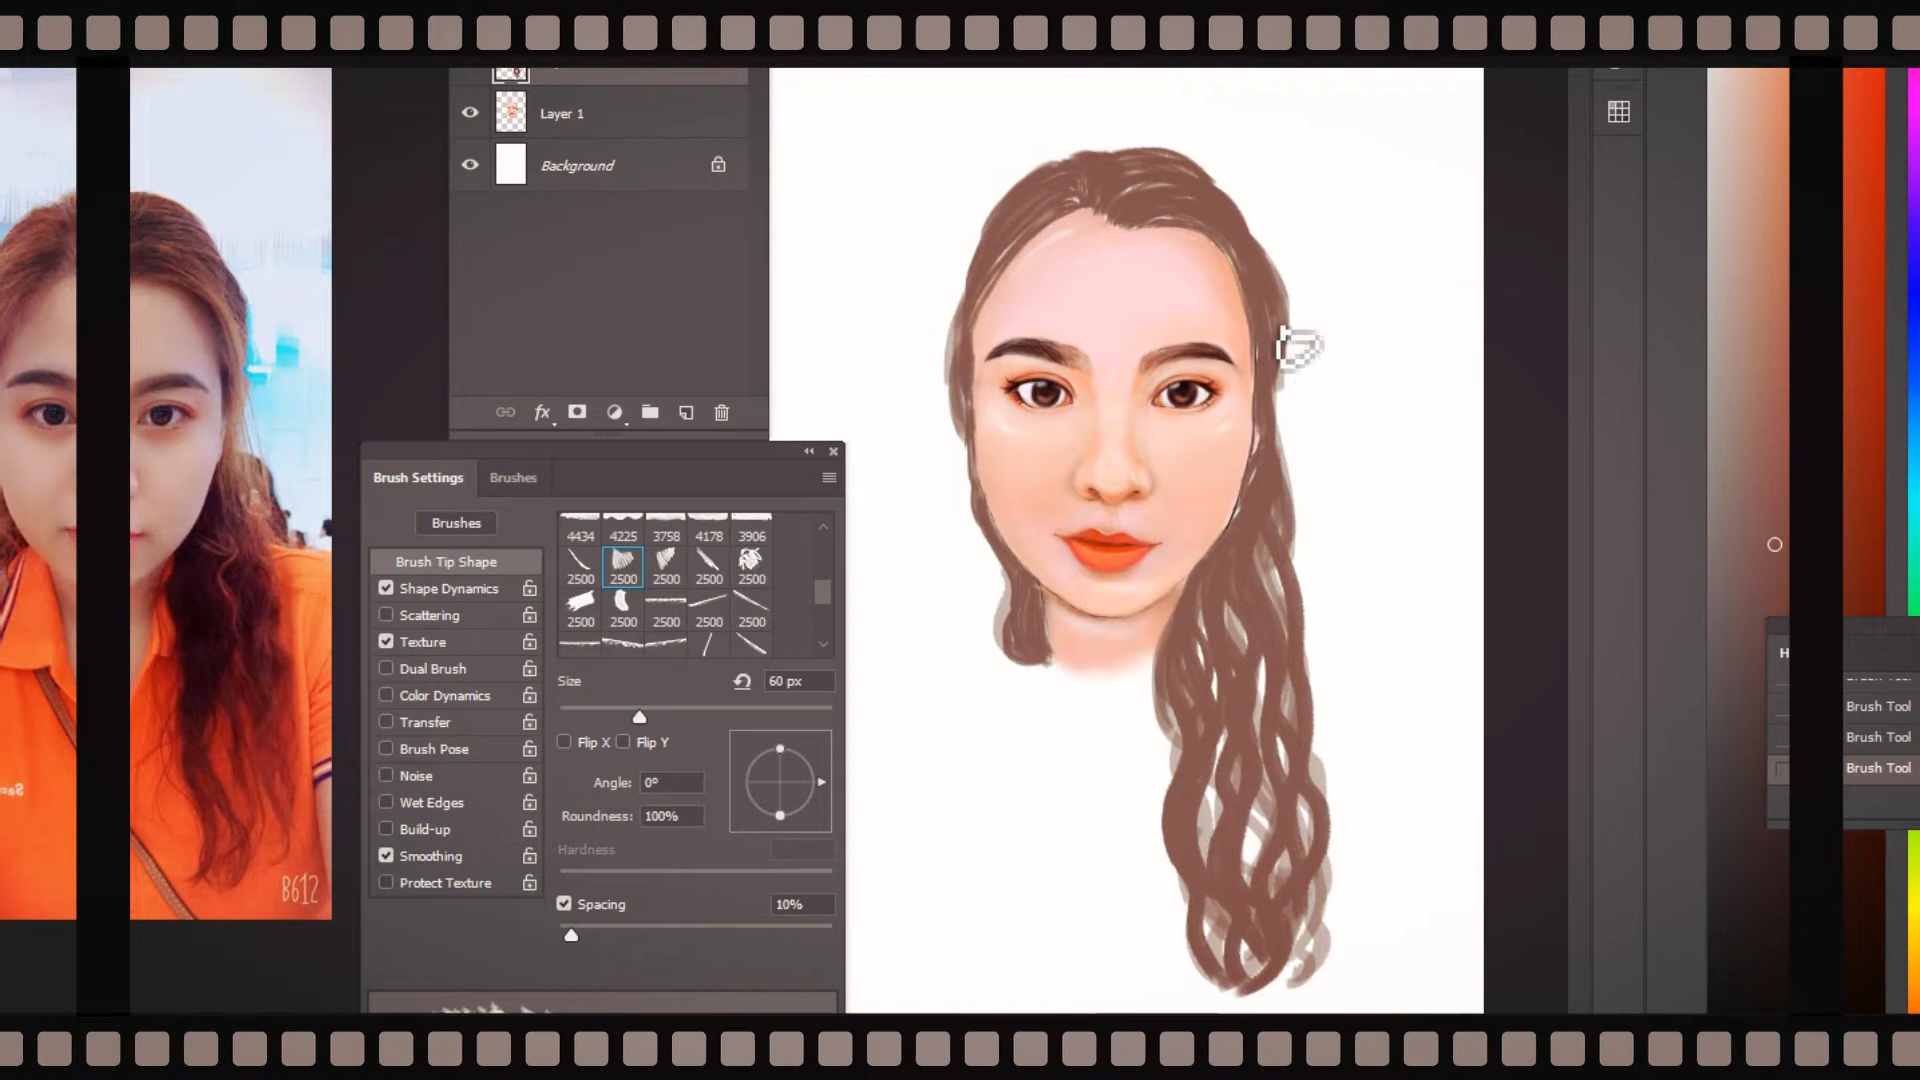 Layer 1
Background
fx
Brush Settings
Brushes
Brushes
4434 4225 3758 4178 3906
Brush Tip Shape
2500 2500 2500 2500 2500
Shape Dynamics
Scattering
2500 2500 2500 2500 2500
Texture
Dual Brush
Size
60 px
Color Dynamics
Transfer
Flip X
Flip Y
Brush Pose
Noise
Angle:
0°
Wet Edges
Roundness:
100%
Build-up
Hardness
Smoothing
Protect Texture
Spacing
10%
B612
Brush Tool
Brush Tool
Brush Tool